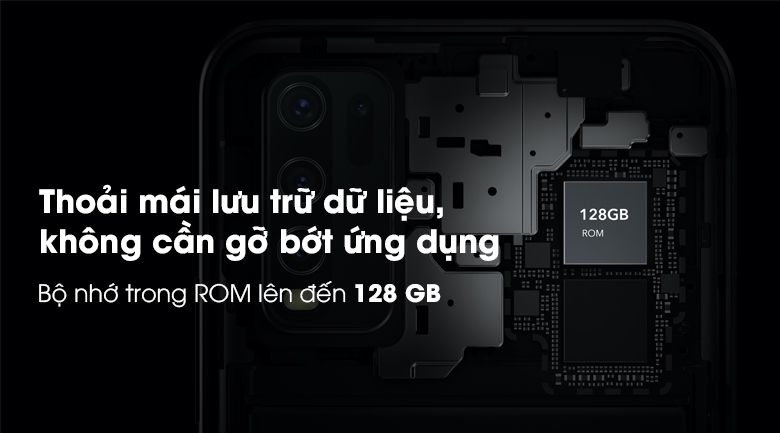 Thoải mái lưu trữ dữ liệu,
không cần gỡ bớt ứng dụng
Bộ nhớ trong ROM lên đến 128 GB
128GB
ROM